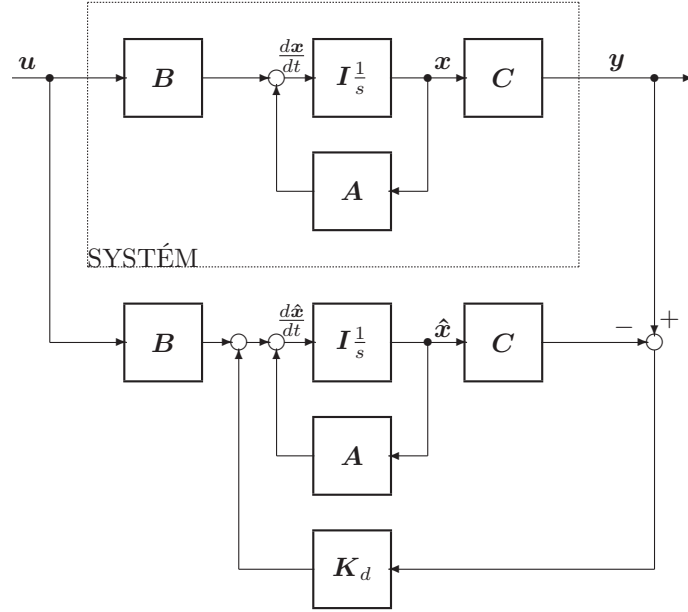 u
B
dx/dt
I 1/s
x
C
y
A
SYSTÉM
B
dx̂/dt
I 1/s
x̂
C
−
+
A
K_d